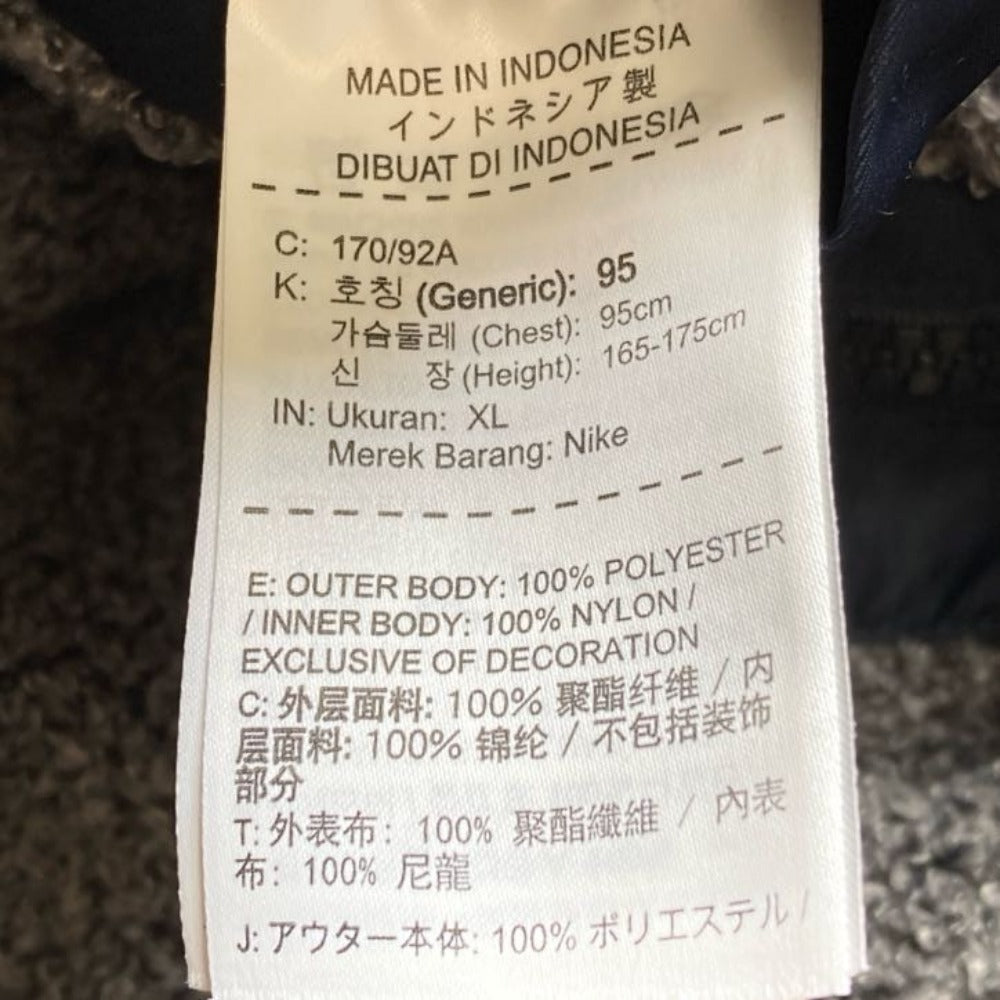 MADE IN INDONESIA
インドネシア製
DIBUAT DI INDONESIA
C: 170/92A
K: 호칭 (Generic): 95
가슴둘레 (Chest): 95cm
신 장 (Height): 165-175cm
IN: Ukuran: XL
Merek Barang: Nike
E: OUTER BODY: 100% POLYESTER
/ INNER BODY: 100% NYLON /
EXCLUSIVE OF DECORATION
C: 外层面料: 100% 聚酯纤维 / 内
层面料: 100% 锦纶 / 不包括装饰
部分
T: 外表布: 100% 聚酯纖維 / 內表
布: 100% 尼龍
J: アウター本体: 100% ポリエステル /